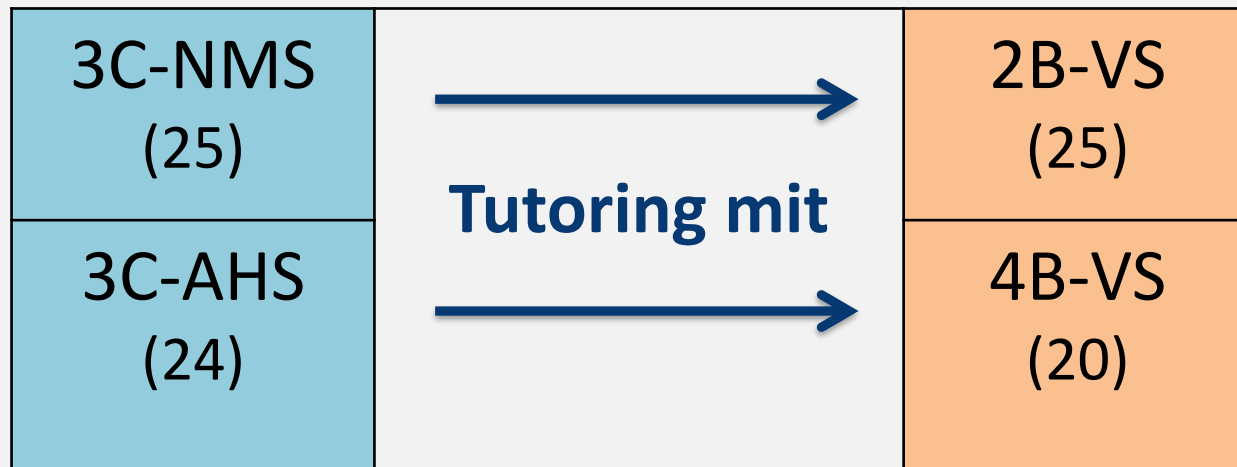 3C-NMS
(25)
Tutoring mit
2B-VS
(25)
3C-AHS
(24)
4B-VS
(20)